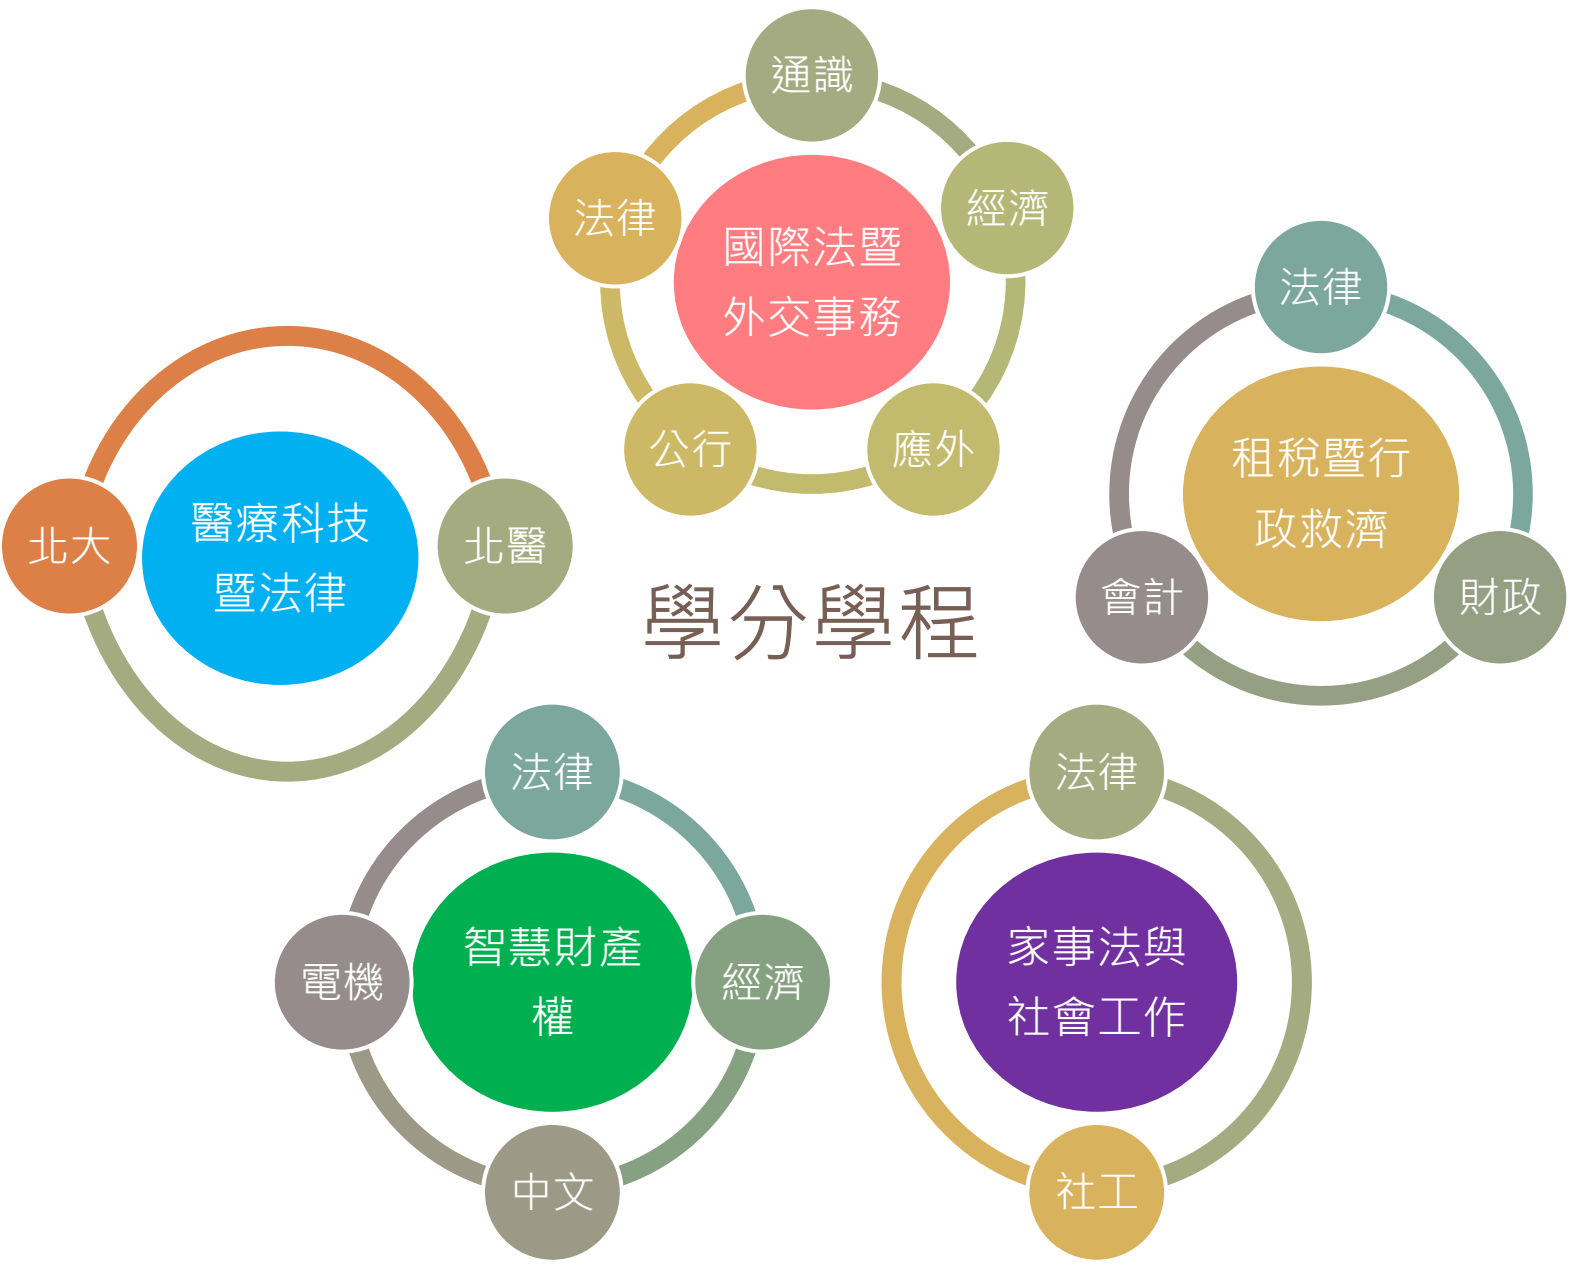 通識
經濟
應外
公行
法律
國際法暨
外交事務
法律
財政
會計
租稅暨行
政救濟
北大
北醫
醫療科技
暨法律
學分學程
法律
經濟
中文
電機
智慧財產
權
法律
社工
家事法與
社會工作